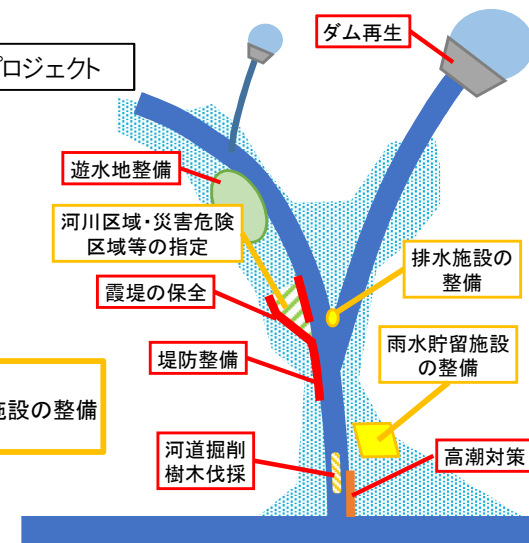 ロジェクト
ダム再生
遊水地整備
河川区域・災害危険
区域等の指定
霞堤の保全
排水施設の
整備
堤防整備
雨水貯留施設
の整備
施設の整備
河道掘削
樹木伐採
高潮対策